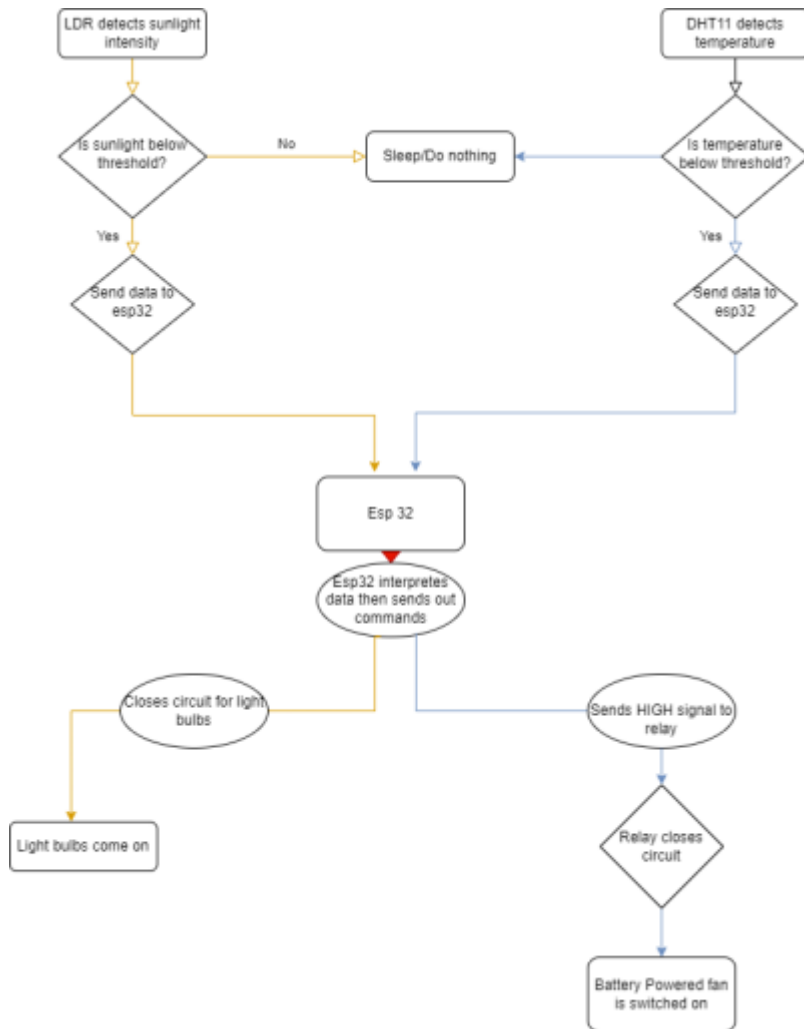 LDR detects sunlight
intensity
DHT11 detects
temperature
Is sunlight below
threshold?
No
Sleep/Do nothing
Is temperature
below threshold?
Yes
Yes
Send data to
esp32
Send data to
esp32
Esp 32
Esp32 interpretes
data then sends out
commands
Closes circuit for light
bulbs
Sends HIGH signal to
relay
Light bulbs come on
Relay closes
circuit
Battery Powered fan
is switched on